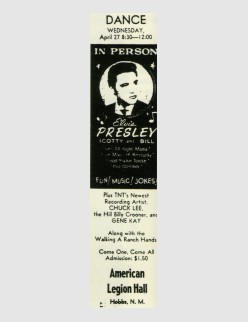 DANCE
WEDNESDAY,
April 27 8:30—12:00
IN PERSON
Elvis
PRESLEY
SCOTTY and BILL
FUN! MUSIC! JOKES!
Plus TNT's Newest
Recording Artist,
CHUCK LEE,
the Hill Billy Crooner, and
GENE KAY
Along with the
Walking A Ranch Hands
Come One, Come All
Admission: $1.50
American
Legion Hall
Hobbs, N. M.